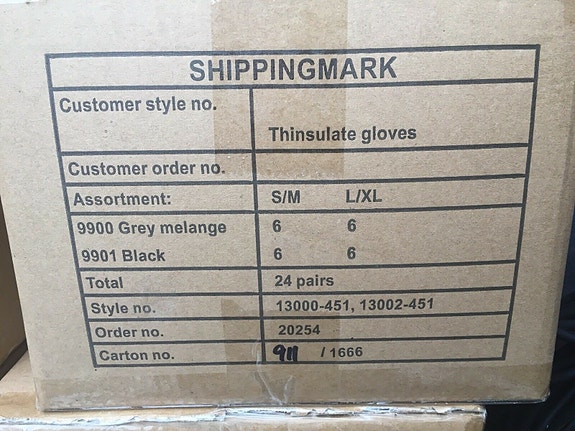 SHIPPINGMARK
Customer style no.
Thinsulate gloves
Customer order no.
Assortment: S/M L/XL
9900 Grey melange 6 6
9901 Black 6 6
Total 24 pairs
Style no. 13000-451, 13002-451
Order no. 20254
Carton no. 911 / 1666